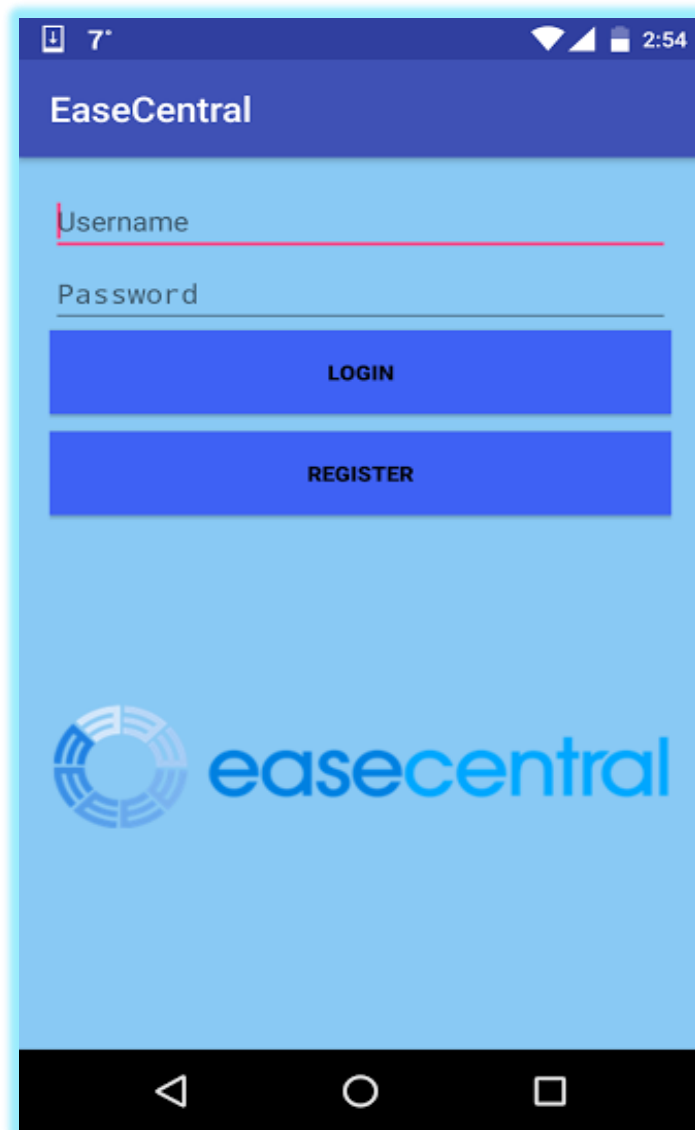 7° 2:54
EaseCentral
Username
Password
LOGIN
REGISTER
easecentral